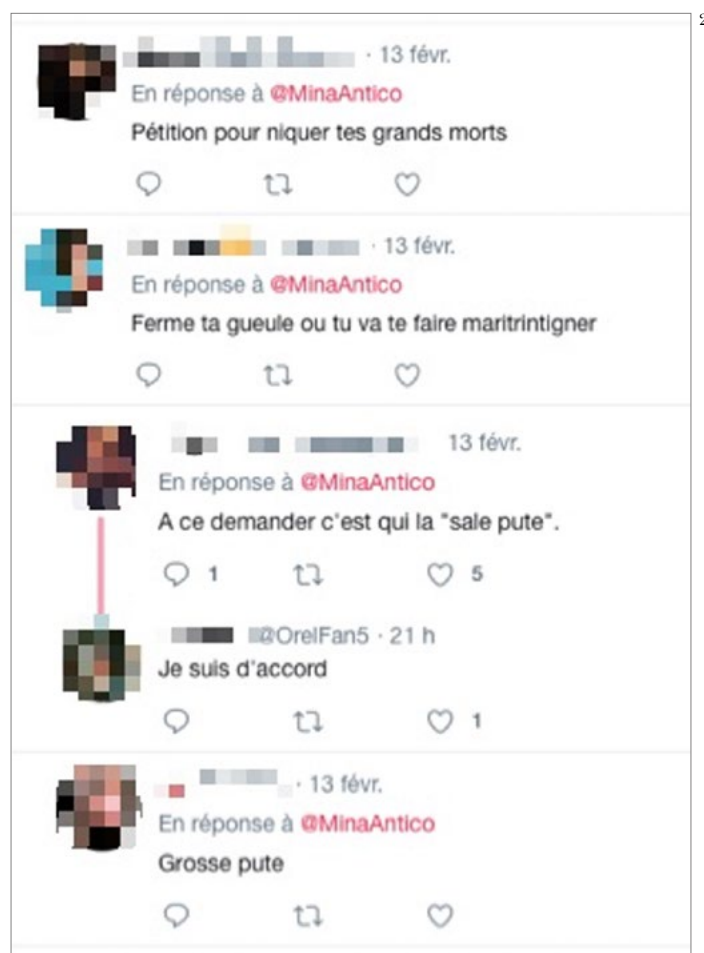 2
· 13 févr.
En réponse à @MinaAntico
Pétition pour niquer tes grands morts
· 13 févr.
En réponse à @MinaAntico
Ferme ta gueule ou tu va te faire maritrintigner
13 févr.
En réponse à @MinaAntico
A ce demander c'est qui la "sale pute".
1 5
@OrelFan5 · 21 h
Je suis d'accord
1
· 13 févr.
En réponse à @MinaAntico
Grosse pute